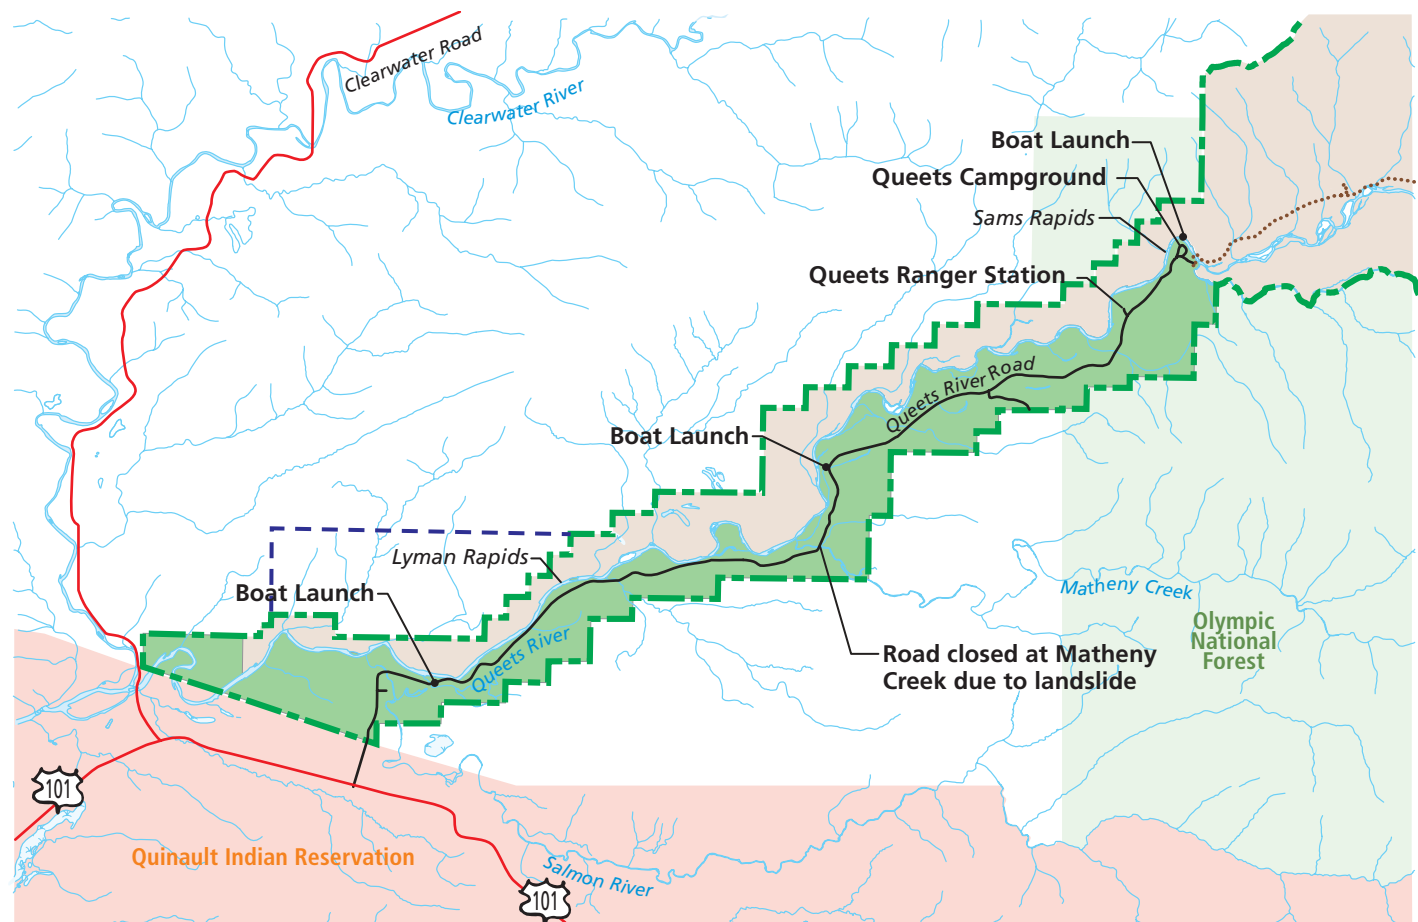 Clearwater Road
Clearwater River
Boat Launch
Queets Campground
Sams Rapids
Queets Ranger Station
Queets River Road
Boat Launch
Lyman Rapids
Boat Launch
Queets River
Matheny Creek
Olympic
National
Forest
Road closed at Matheny
Creek due to landslide
101
Quinault Indian Reservation
Salmon River
101